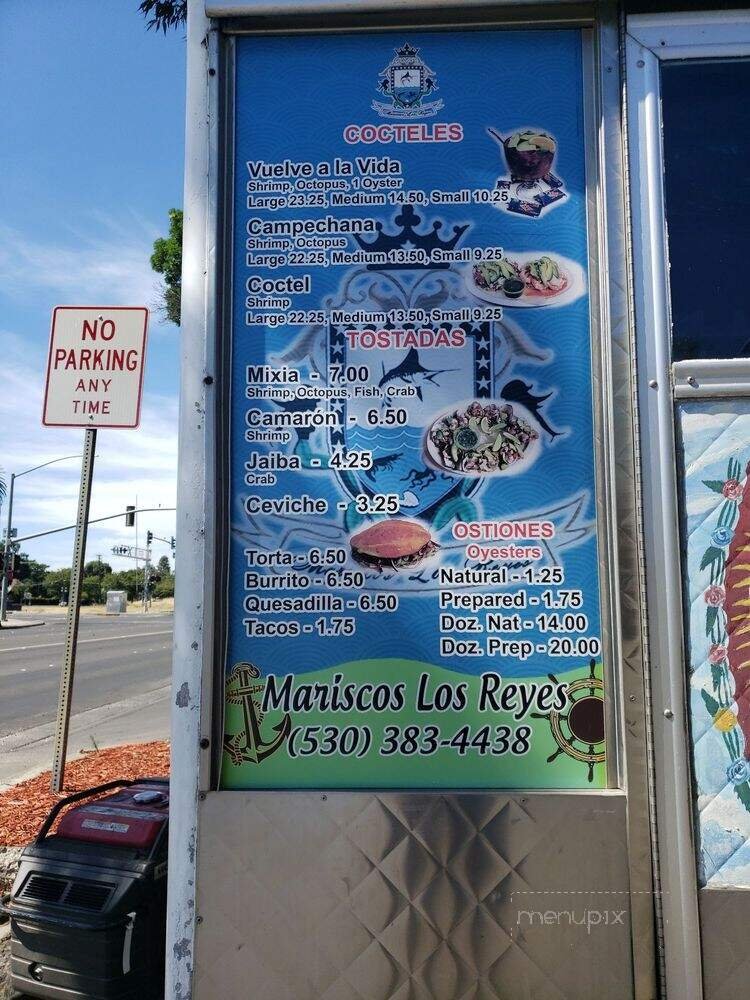 COCTELES
Vuelve a la Vida
Shrimp, Octopus, 1 Oyster
Large 23.25, Medium 14.50, Small 10.25
Campechana
Shrimp, Octopus
Large 22.25, Medium 13.50, Small 9.25
Coctel
Shrimp
Large 22.25, Medium 13.50, Small 9.25
TOSTADAS
Mixia - 7.00
Shrimp, Octopus, Fish, Crab
Camarón - 6.50
Shrimp
Jaiba - 4.25
Crab
Ceviche - 3.25
Torta - 6.50
Burrito - 6.50
Quesadilla - 6.50
Tacos - 1.75
OSTIONES
Oyesters
Natural - 1.25
Prepared - 1.75
Doz. Nat - 14.00
Doz. Prep - 20.00
Mariscos Los Reyes
(530) 383-4438
NO
PARKING
ANY
TIME
menupix